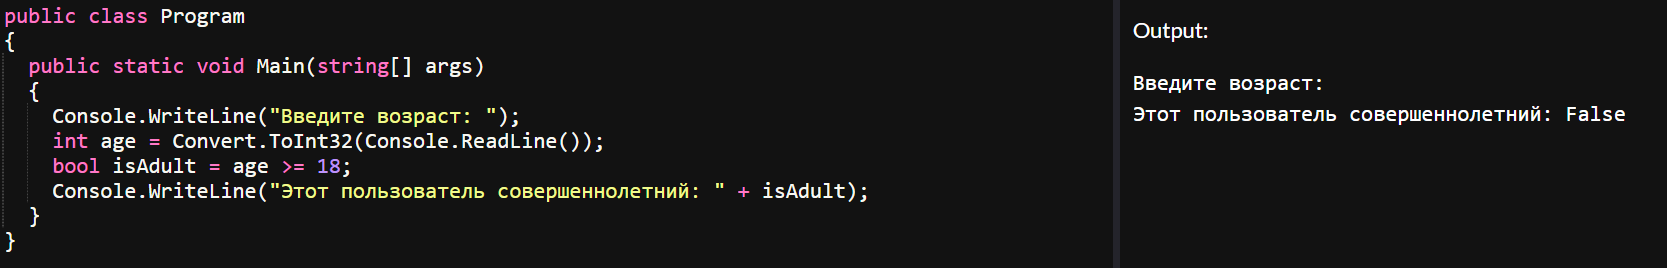 public class Program
{
public static void Main(string[] args)
{
Console.WriteLine("Введите возраст: ");
int age = Convert.ToInt32(Console.ReadLine());
bool isAdult = age >= 18;
Console.WriteLine("Этот пользователь совершеннолетний: " + isAdult);
}
}
Output:
Введите возраст:
Этот пользователь совершеннолетний: False